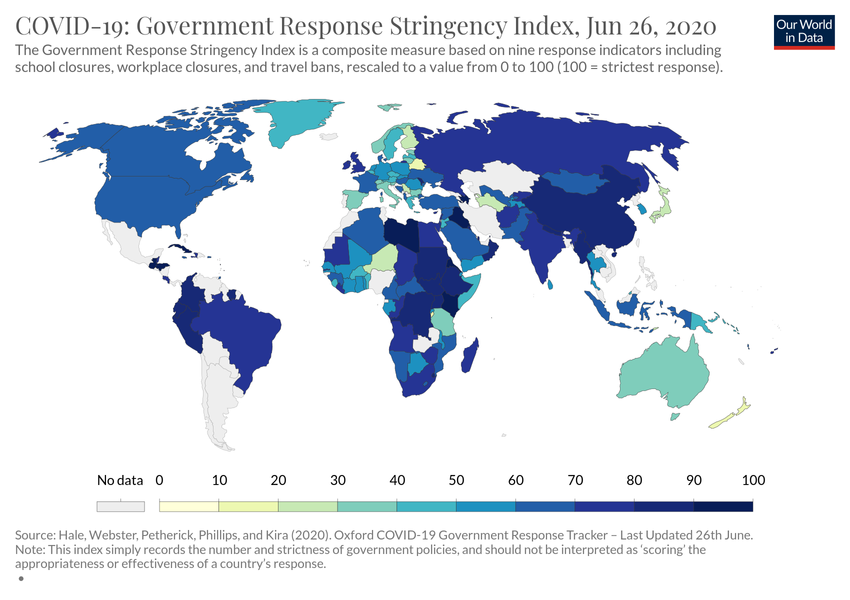 COVID-19: Government Response Stringency Index, Jun 26, 2020
Our World
in Data
The Government Response Stringency Index is a composite measure based on nine response indicators including
school closures, workplace closures, and travel bans, rescaled to a value from 0 to 100 (100 = strictest response).
No data 0 10 20 30 40 50 60 70 80 90 100
Source: Hale, Webster, Petherick, Phillips, and Kira (2020). Oxford COVID-19 Government Response Tracker – Last Updated 26th June.
Note: This index simply records the number and strictness of government policies, and should not be interpreted as ‘scoring’ the
appropriateness or effectiveness of a country's response.